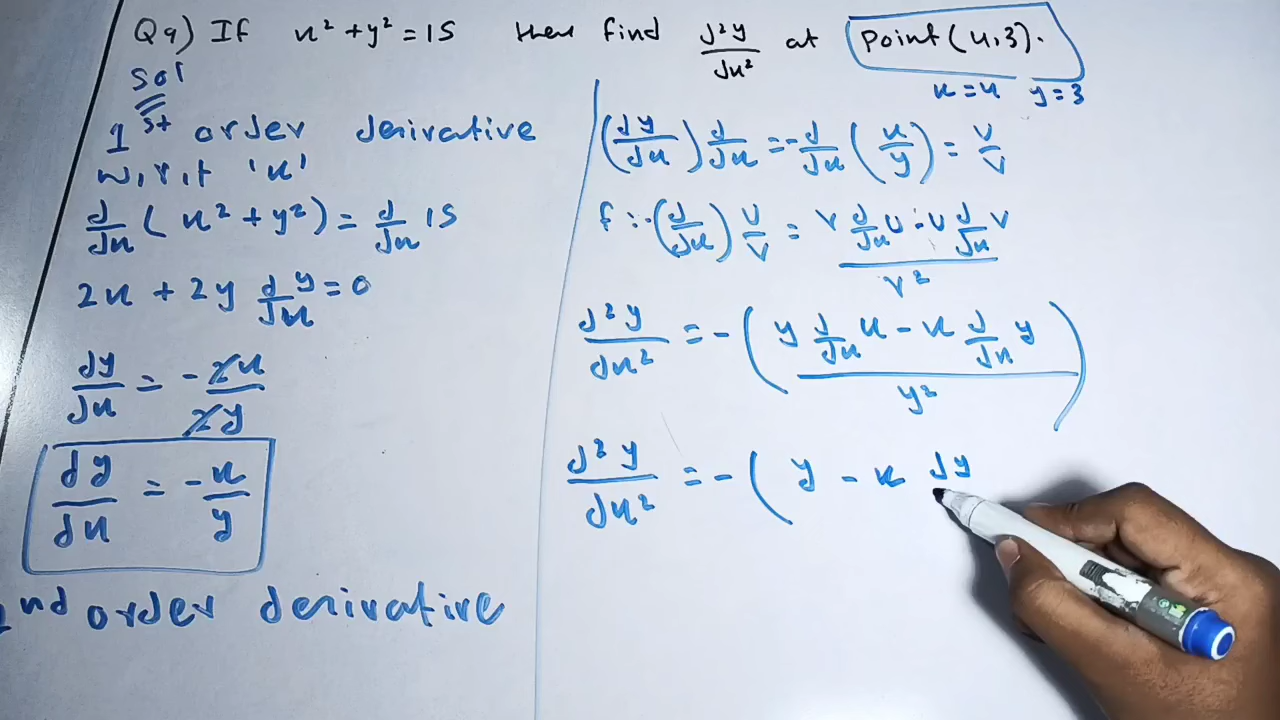 Q9) If x² + y² = 15 then find d²y/dx² at point (4,3).
x = 4 y = 3
Sol
1st order derivative
w.r.t 'x'
d/dx (x² + y²) = d/dx 15
2x + 2y d/dx y = 0
dy/dx = -2x/2y
dy/dx = -x/y
2nd order derivative
(dy/dx) d/dx = -d/dx (x/y) = U/V
f:- (d/dx) U/V = V d/dx U - U d/dx V / V²
d²y/dx² = - (y d/dx x - x d/dx y / y²)
d²y/dx² = - ( y - x dy